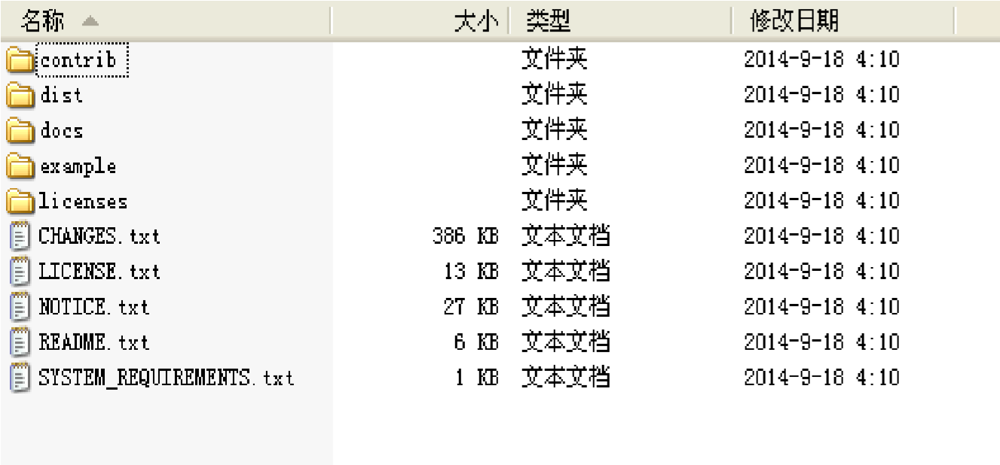 名称 大小 类型 修改日期
contrib 文件夹 2014-9-18 4:10
dist 文件夹 2014-9-18 4:10
docs 文件夹 2014-9-18 4:10
example 文件夹 2014-9-18 4:10
licenses 文件夹 2014-9-18 4:10
CHANGES.txt 386 KB 文本文档 2014-9-18 4:10
LICENSE.txt 13 KB 文本文档 2014-9-18 4:10
NOTICE.txt 27 KB 文本文档 2014-9-18 4:10
README.txt 6 KB 文本文档 2014-9-18 4:10
SYSTEM_REQUIREMENTS.txt 1 KB 文本文档 2014-9-18 4:10